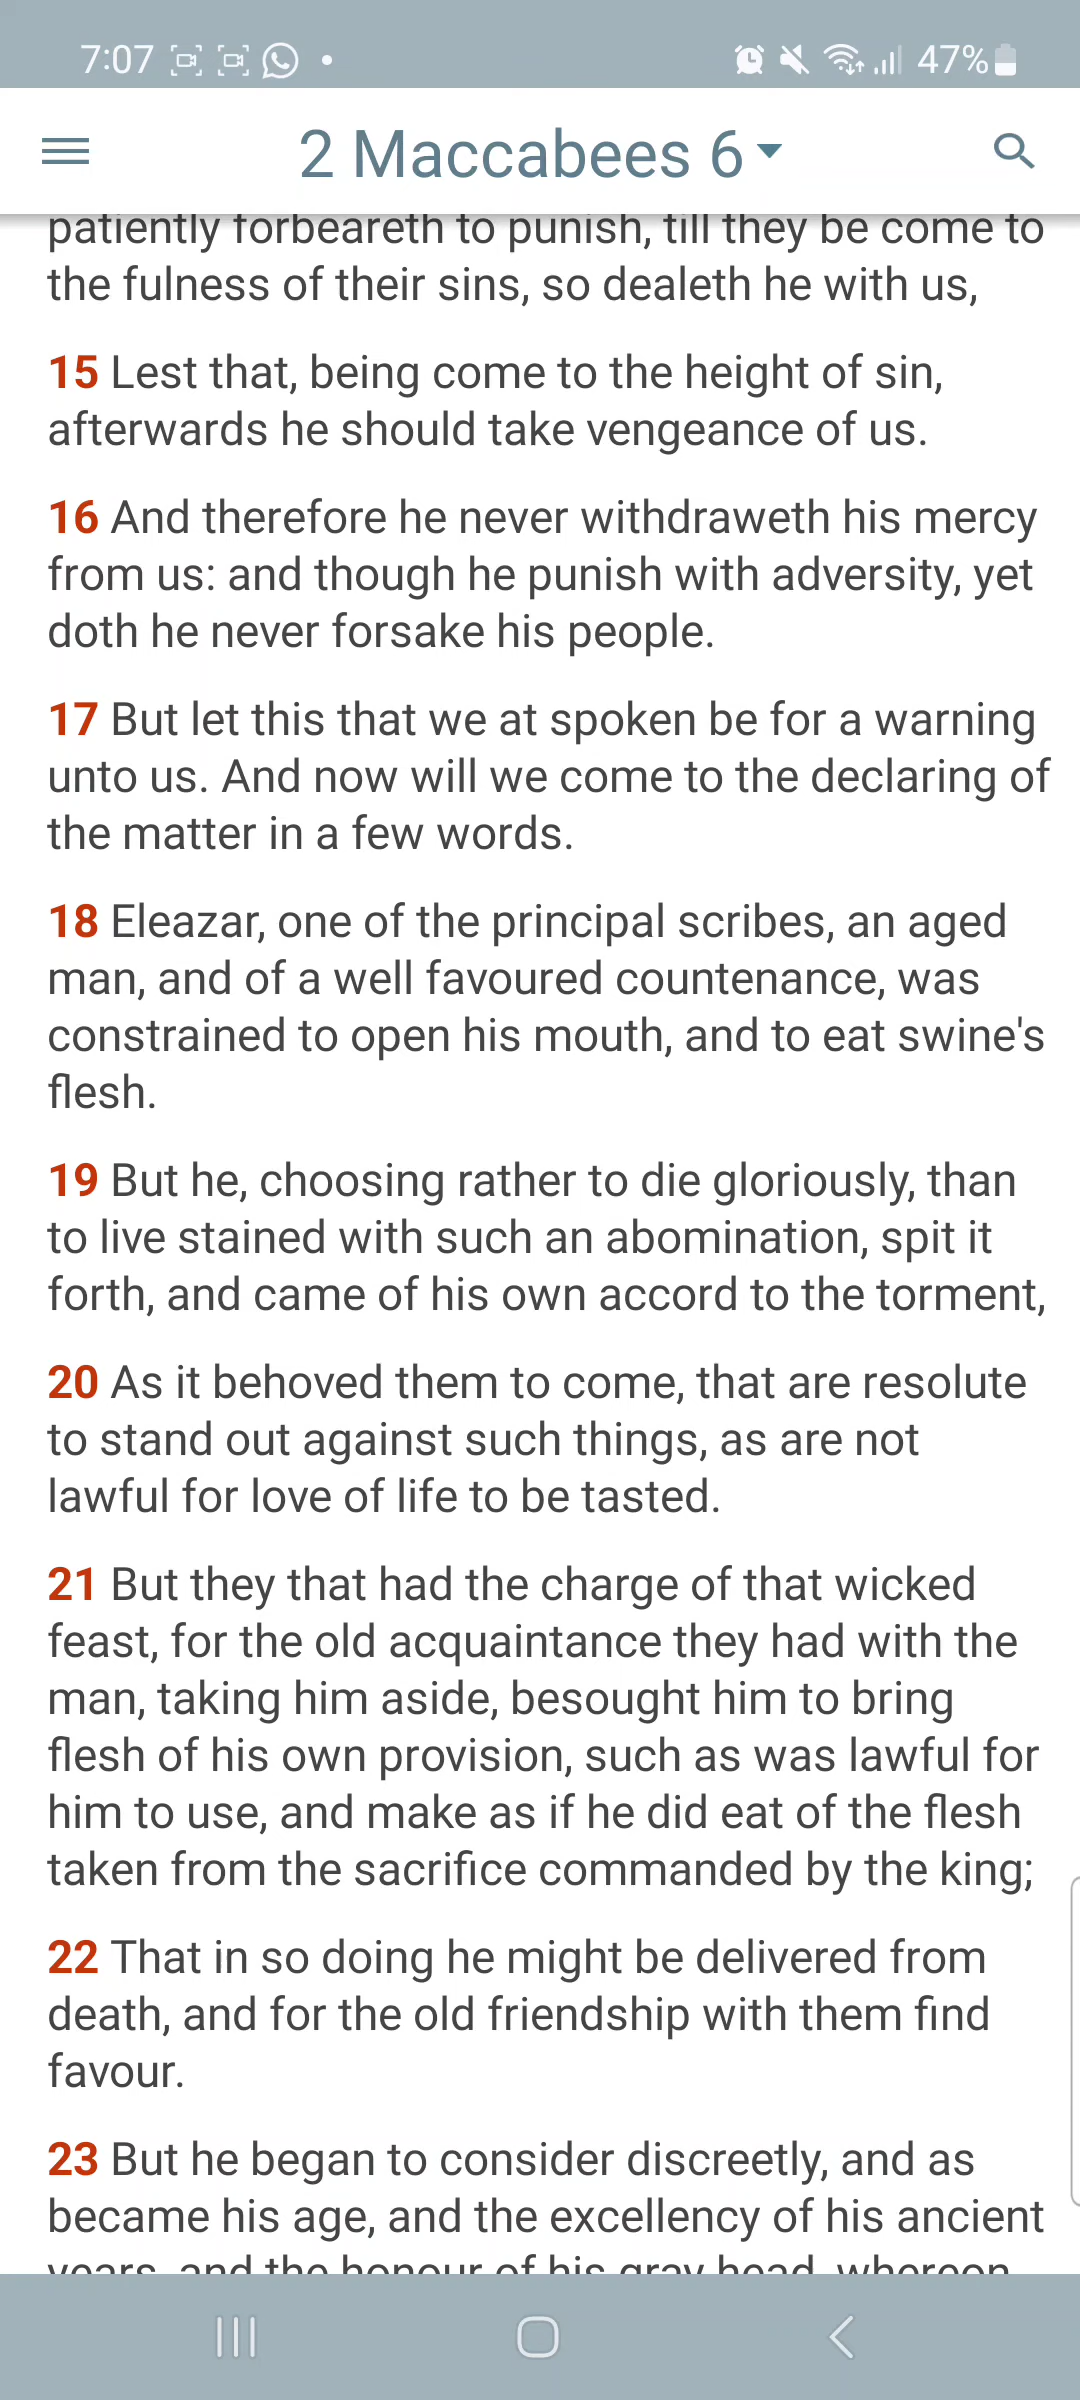 7:07 47%
2 Maccabees 6
patiently forbeareth to punish, till they be come to
the fulness of their sins, so dealeth he with us,
15 Lest that, being come to the height of sin,
afterwards he should take vengeance of us.
16 And therefore he never withdraweth his mercy
from us: and though he punish with adversity, yet
doth he never forsake his people.
17 But let this that we at spoken be for a warning
unto us. And now will we come to the declaring of
the matter in a few words.
18 Eleazar, one of the principal scribes, an aged
man, and of a well favoured countenance, was
constrained to open his mouth, and to eat swine's
flesh.
19 But he, choosing rather to die gloriously, than
to live stained with such an abomination, spit it
forth, and came of his own accord to the torment,
20 As it behoved them to come, that are resolute
to stand out against such things, as are not
lawful for love of life to be tasted.
21 But they that had the charge of that wicked
feast, for the old acquaintance they had with the
man, taking him aside, besought him to bring
flesh of his own provision, such as was lawful for
him to use, and make as if he did eat of the flesh
taken from the sacrifice commanded by the king;
22 That in so doing he might be delivered from
death, and for the old friendship with them find
favour.
23 But he began to consider discreetly, and as
became his age, and the excellency of his ancient
years, and the honour of his gray head, whereon